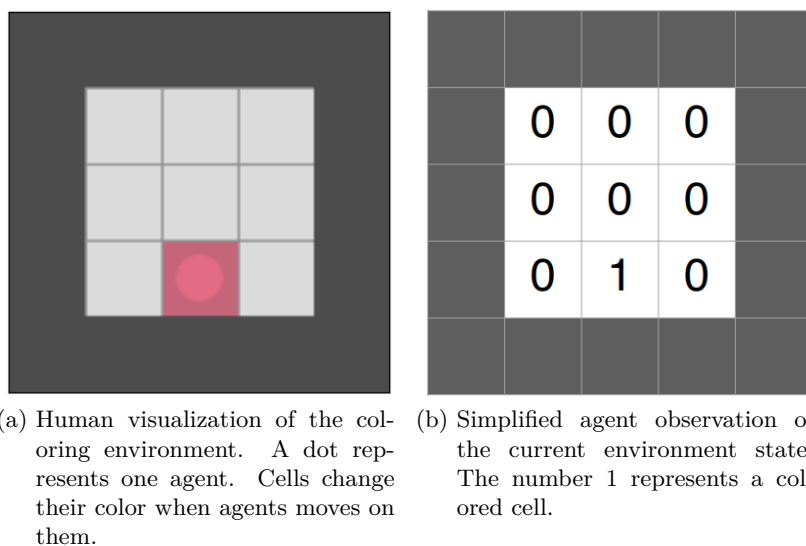 0 0 0
0 0 0
0 1 0
a) Human visualization of the col-
oring environment. A dot rep-
resents one agent. Cells change
their color when agents moves on
them.
(b) Simplified agent observation o
the current environment state
The number 1 represents a col
ored cell.